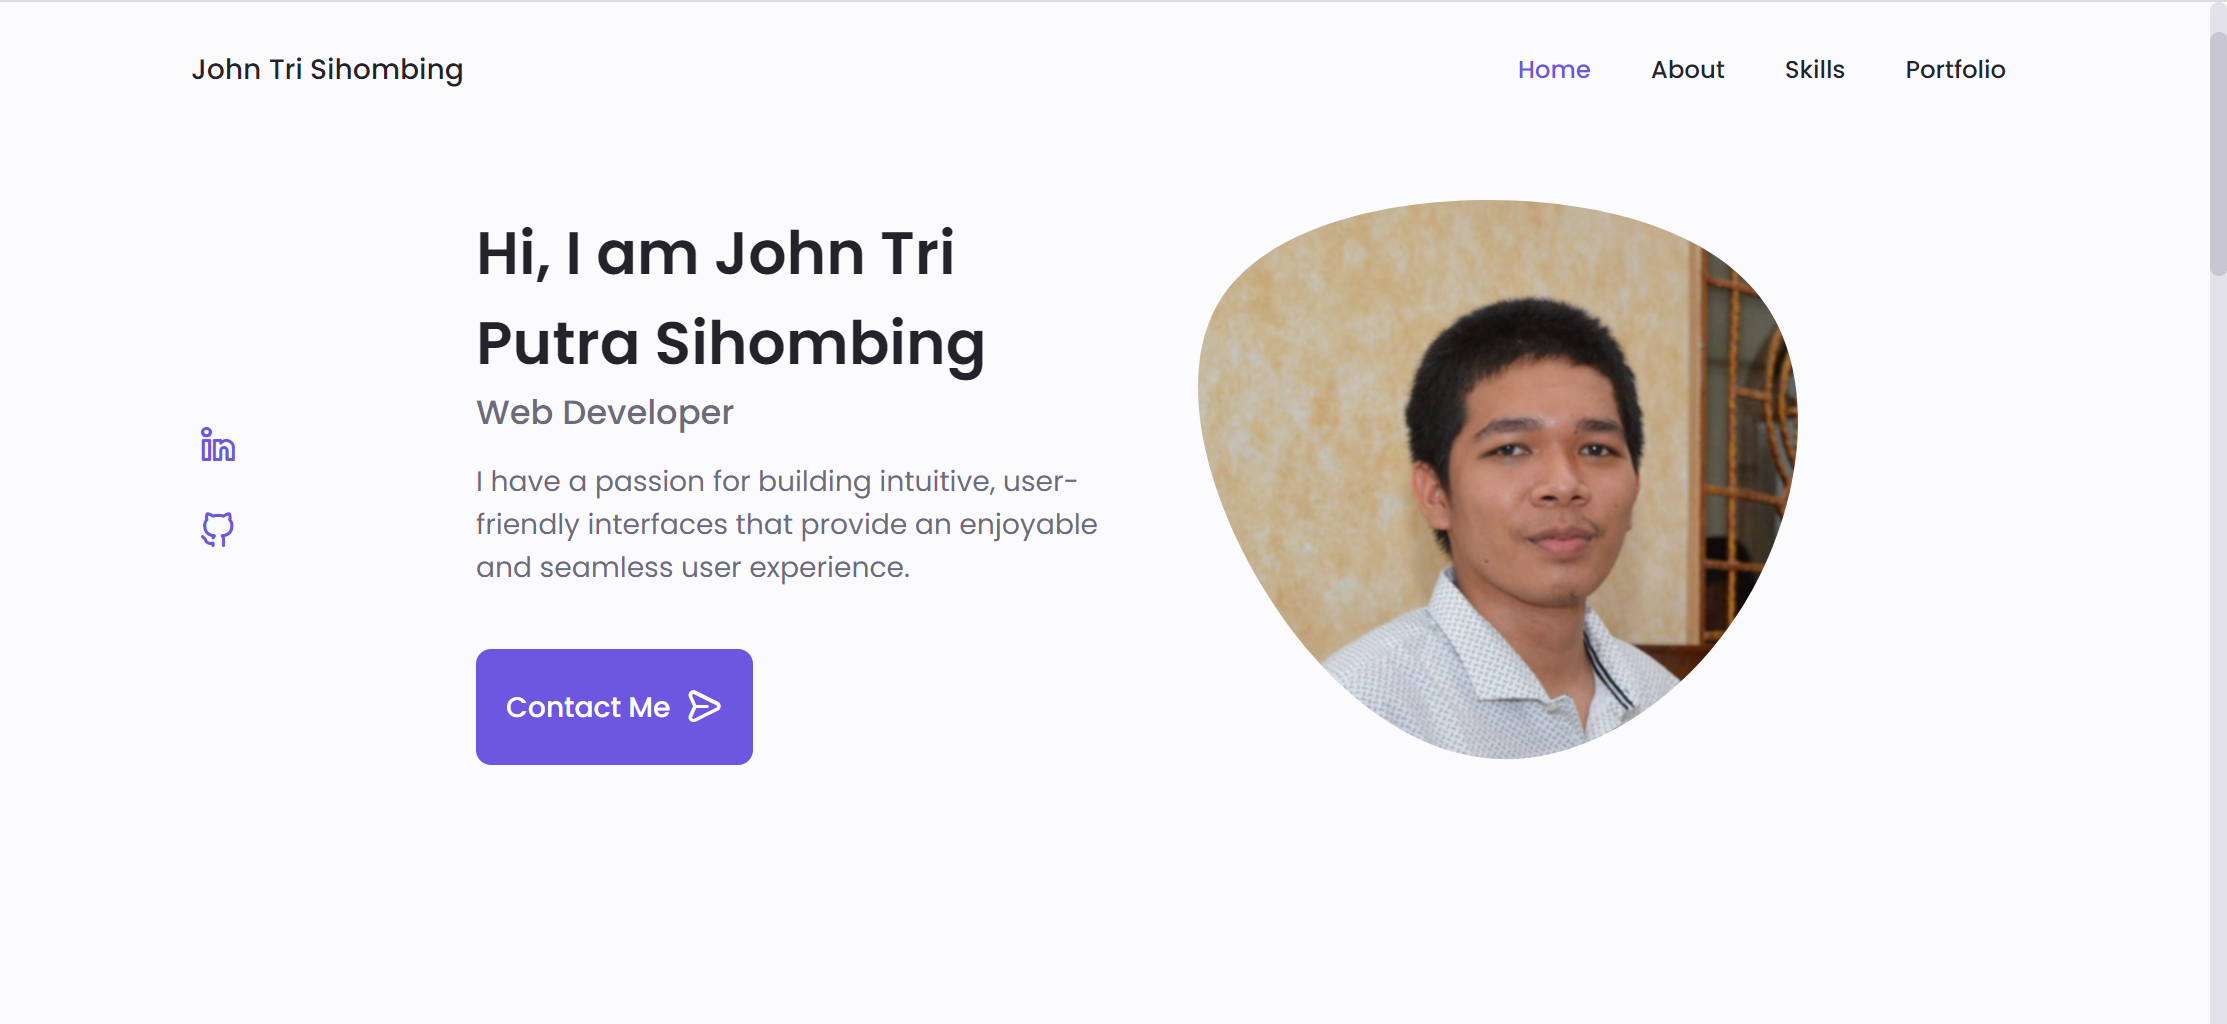 John Tri Sihombing
Home About Skills Portfolio
Hi, I am John Tri
Putra Sihombing
Web Developer
I have a passion for building intuitive, user-
friendly interfaces that provide an enjoyable
and seamless user experience.
in
Contact Me